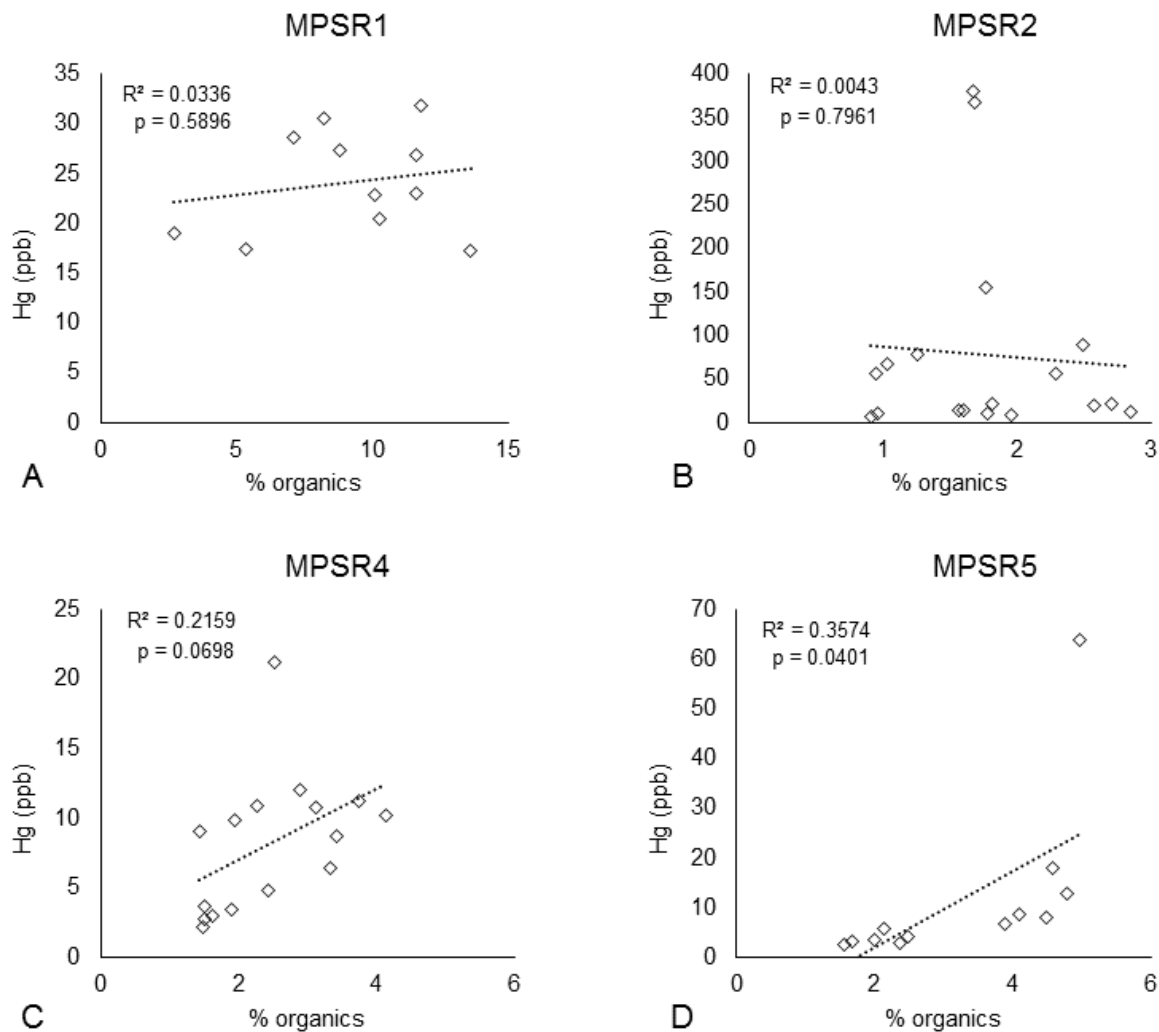 MPSR1
R² = 0.0336
p = 0.5896
35
30
25
20
15
10
5
0
Hg (ppb)
0 5 10 15
% organics
A
MPSR2
R² = 0.0043
p = 0.7961
400
350
300
250
200
150
100
50
0
Hg (ppb)
0 1 2 3
% organics
B
MPSR4
R² = 0.2159
p = 0.0698
25
20
15
10
5
0
Hg (ppb)
0 2 4 6
% organics
C
MPSR5
R² = 0.3574
p = 0.0401
70
60
50
40
30
20
10
0
Hg (ppb)
0 2 4 6
% organics
D